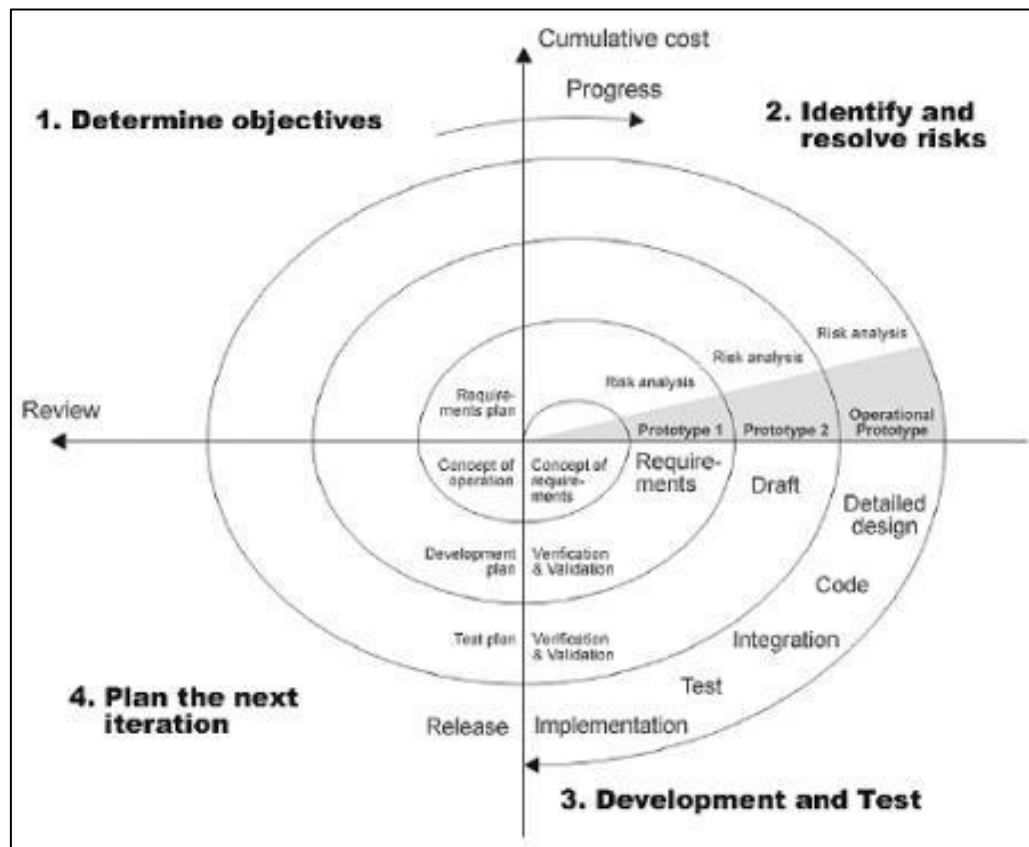 Cumulative cost
Progress
1. Determine objectives
2. Identify and
resolve risks
Risk analysis
Risk analysis
Risk analysis
Require-
ments plan
Review
Prototype 1
Prototype 2
Operational
Prototype
Concept of
operation
Concept of
require-
ments
Require-
ments
Draft
Detailed
design
Development
plan
Verification
& Validation
Code
Test plan
Verification
& Validation
Integration
Test
4. Plan the next
iteration
Release
Implementation
3. Development and Test